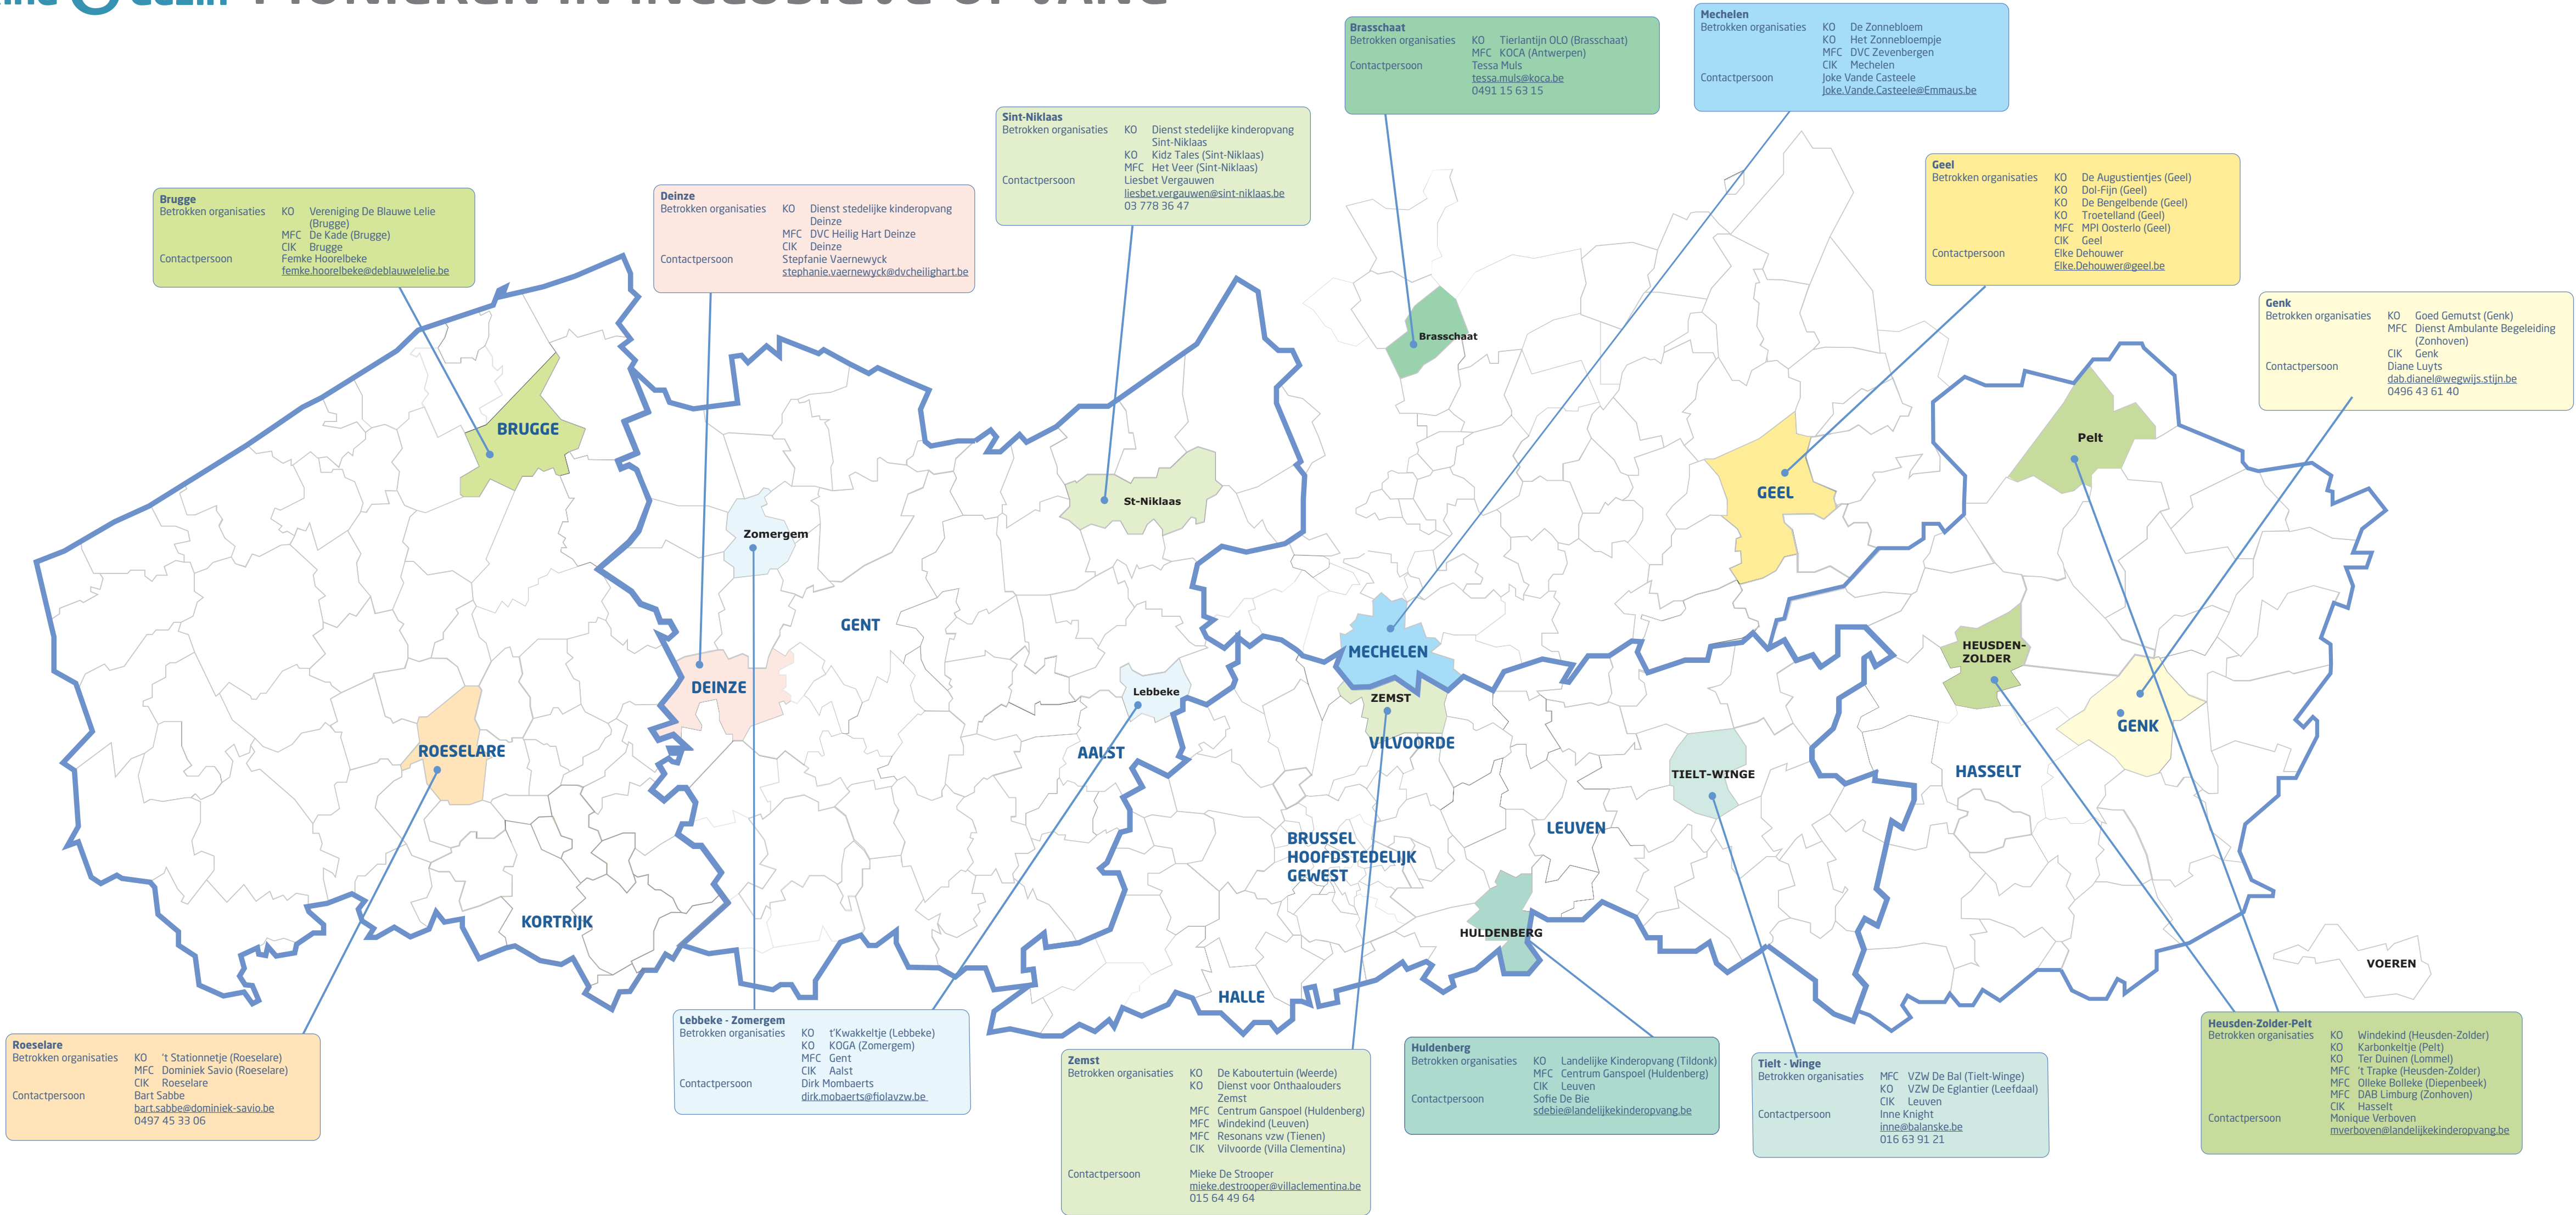 PIONIEREN IN INCLUSIEVE OPVANG
Brasschaat
Betrokken organisaties KO Tierlantijn OLO (Brasschaat)
MFC KOCA (Antwerpen)
Contactpersoon Tessa Muls
tessa.muls@koca.be
0491 15 63 15
Mechelen
Betrokken organisaties KO De Zonnebloem
KO Het Zonnebloempje
MFC DVC Zevenbergen
CIK Mechelen
Contactpersoon Joke Vande Casteele
Joke.Vande.Casteele@Emmaus.be
Sint-Niklaas
Betrokken organisaties KO Dienst stedelijke kinderopvang
Sint-Niklaas
KO Kidz Tales (Sint-Niklaas)
MFC Het Veer (Sint-Niklaas)
Contactpersoon Liesbet Vergauwen
liesbet.vergauwen@sint-niklaas.be
03 778 36 47
Geel
Betrokken organisaties KO De Augustientjes (Geel)
KO Dol-Fijn (Geel)
KO De Bengelbende (Geel)
KO Troetelland (Geel)
MFC MPI Oosterlo (Geel)
CIK Geel
Contactpersoon Elke Dehouwer
Elke.Dehouwer@geel.be
Brugge
Betrokken organisaties KO Vereniging De Blauwe Lelie
(Brugge)
MFC De Kade (Brugge)
CIK Brugge
Contactpersoon Femke Hoorelbeke
femke.hoorelbeke@deblauwelelie.be
Deinze
Betrokken organisaties KO Dienst stedelijke kinderopvang
Deinze
MFC DVC Heilig Hart Deinze
CIK Deinze
Contactpersoon Stepfanie Vaernewyck
stephanie.vaernewyck@dvcheilighart.be
Genk
Betrokken organisaties KO Goed Gemutst (Genk)
MFC Dienst Ambulante Begeleiding
(Zonhoven)
CIK Genk
Contactpersoon Diane Luyts
dab.dianel@wegwijs.stijn.be
0496 43 61 40
Brasschaat
BRUGGE
Pelt
GEEL
St-Niklaas
Zomergem
GENT
MECHELEN
HEUSDEN-
ZOLDER
DEINZE
Lebbeke
ZEMST
GENK
VILVOORDE
ROESELARE
AALST
TIELT-WINGE
HASSELT
LEUVEN
BRUSSEL
HOOFDSTEDELIJK
GEWEST
KORTRIJK
HULDENBERG
VOEREN
HALLE
Roeselare
Betrokken organisaties KO 't Stationnetje (Roeselare)
MFC Dominiek Savio (Roeselare)
CIK Roeselare
Contactpersoon Bart Sabbe
bart.sabbe@dominiek-savio.be
0497 45 33 06
Lebbeke - Zomergem
Betrokken organisaties KO t'Kwakkeltje (Lebbeke)
KO KOGA (Zomergem)
MFC Gent
CIK Aalst
Contactpersoon Dirk Mombaerts
dirk.mobaerts@fiolavzw.be
Zemst
Betrokken organisaties KO De Kaboutertuin (Weerde)
KO Dienst voor Onthaalouders
Zemst
MFC Centrum Ganspoel (Huldenberg)
MFC Windekind (Leuven)
MFC Resonans vzw (Tienen)
CIK Vilvoorde (Villa Clementina)
Contactpersoon Mieke De Strooper
mieke.destrooper@villaclementina.be
015 64 49 64
Huldenberg
Betrokken organisaties KO Landelijke Kinderopvang (Tildonk)
MFC Centrum Ganspoel (Huldenberg)
CIK Leuven
Contactpersoon Sofie De Bie
sdebie@landelijkekinderopvang.be
Tielt - Winge
Betrokken organisaties MFC VZW De Bal (Tielt-Winge)
KO VZW De Eglantier (Leefdaal)
CIK Leuven
Contactpersoon Inne Knight
inne@balanske.be
016 63 91 21
Heusden-Zolder-Pelt
Betrokken organisaties KO Windekind (Heusden-Zolder)
KO Karbonkeltje (Pelt)
KO Ter Duinen (Lommel)
MFC 't Trapke (Heusden-Zolder)
MFC Olleke Bolleke (Diepenbeek)
MFC DAB Limburg (Zonhoven)
CIK Hasselt
Contactpersoon Monique Verboven
mverboven@landelijkekinderopvang.be